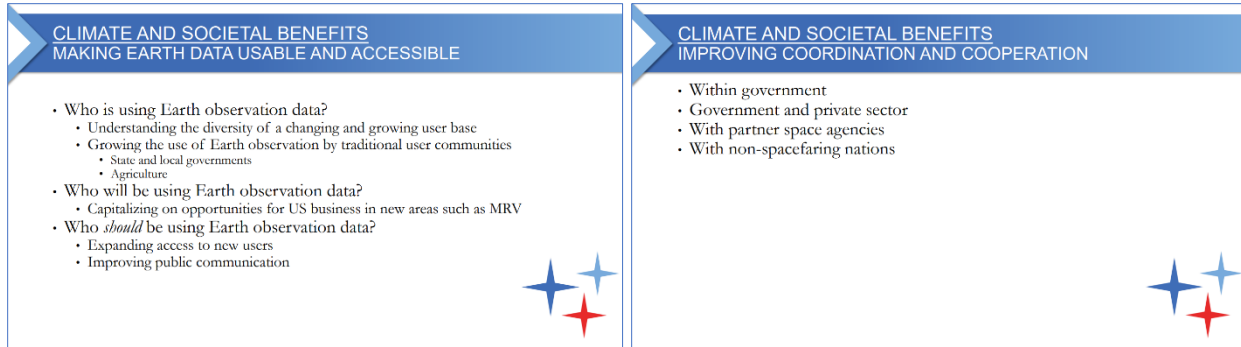 CLIMATE AND SOCIETAL BENEFITS
MAKING EARTH DATA USABLE AND ACCESSIBLE
• Who is using Earth observation data?
• Understanding the diversity of a changing and growing user base
• Growing the use of Earth observation by traditional user communities
• State and local governments
• Agriculture
• Who will be using Earth observation data?
• Capitalizing on opportunities for US business in new areas such as MRV
• Who should be using Earth observation data?
• Expanding access to new users
• Improving public communication
CLIMATE AND SOCIETAL BENEFITS
IMPROVING COORDINATION AND COOPERATION
• Within government
• Government and private sector
• With partner space agencies
• With non-spacefaring nations